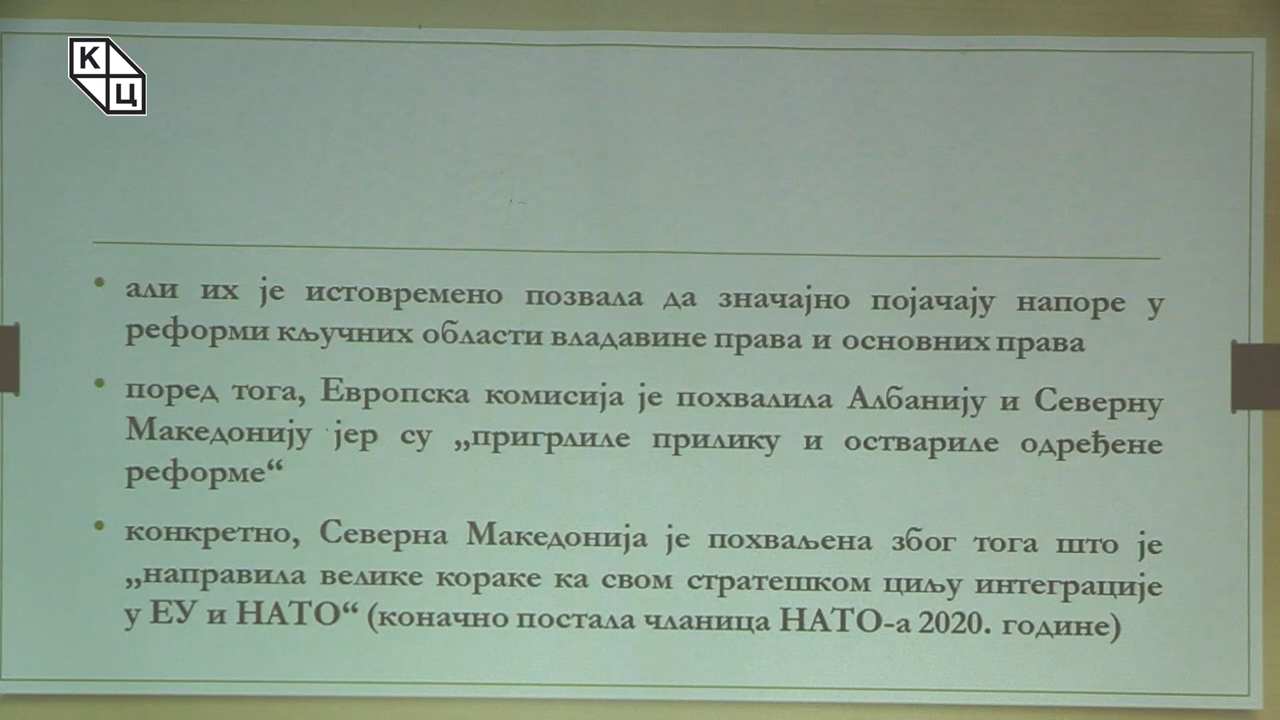 КЦ
али их је истовремено позвала да значајно појачају напоре у
реформи кључних области владавине права и основних права
поред тога, Европска комисија је похвалила Албанију и Северну
Македонију јер су „пригрлиле прилику и оствариле одређене
реформе“
конкретно, Северна Македонија је похваљена због тога што је
„направила велике кораке ка свом стратешком циљу интеграције
у ЕУ и НАТО“ (коначно постала чланица НАТО-а 2020. године)